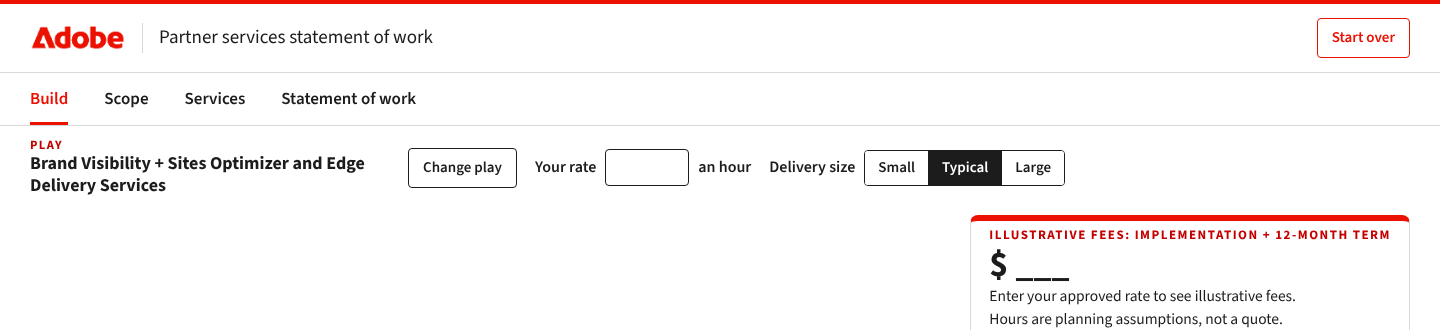 Adobe
Partner services statement of work
Start over
Build
Scope
Services
Statement of work
PLAY
Brand Visibility + Sites Optimizer and Edge
Delivery Services
Change play
Your rate
an hour
Delivery size
Small
Typical
Large
ILLUSTRATIVE FEES: IMPLEMENTATION + 12-MONTH TERM
$ ___
Enter your approved rate to see illustrative fees.
Hours are planning assumptions, not a quote.